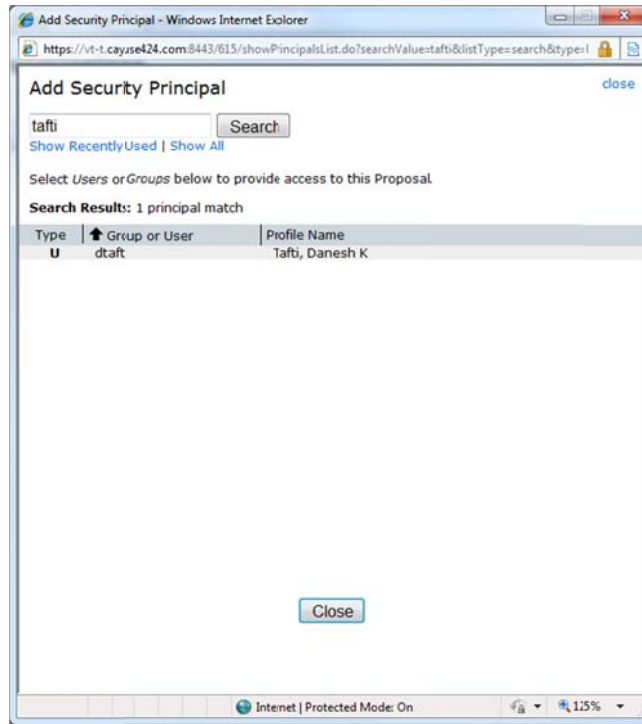 Add Security Principal - Windows Internet Explorer
https://vt-t.cayuse424.com:8443/615/showPrincipalsList.do?searchValue=tafti&listType=search&type=I
Add Security Principal
close
tafti Search
Show Recently Used | Show All
Select Users or Groups below to provide access to this Proposal.
Search Results: 1 principal match
Type Group or User Profile Name
U dtaft Tafti, Danesh K
Close
Internet | Protected Mode: On 125%